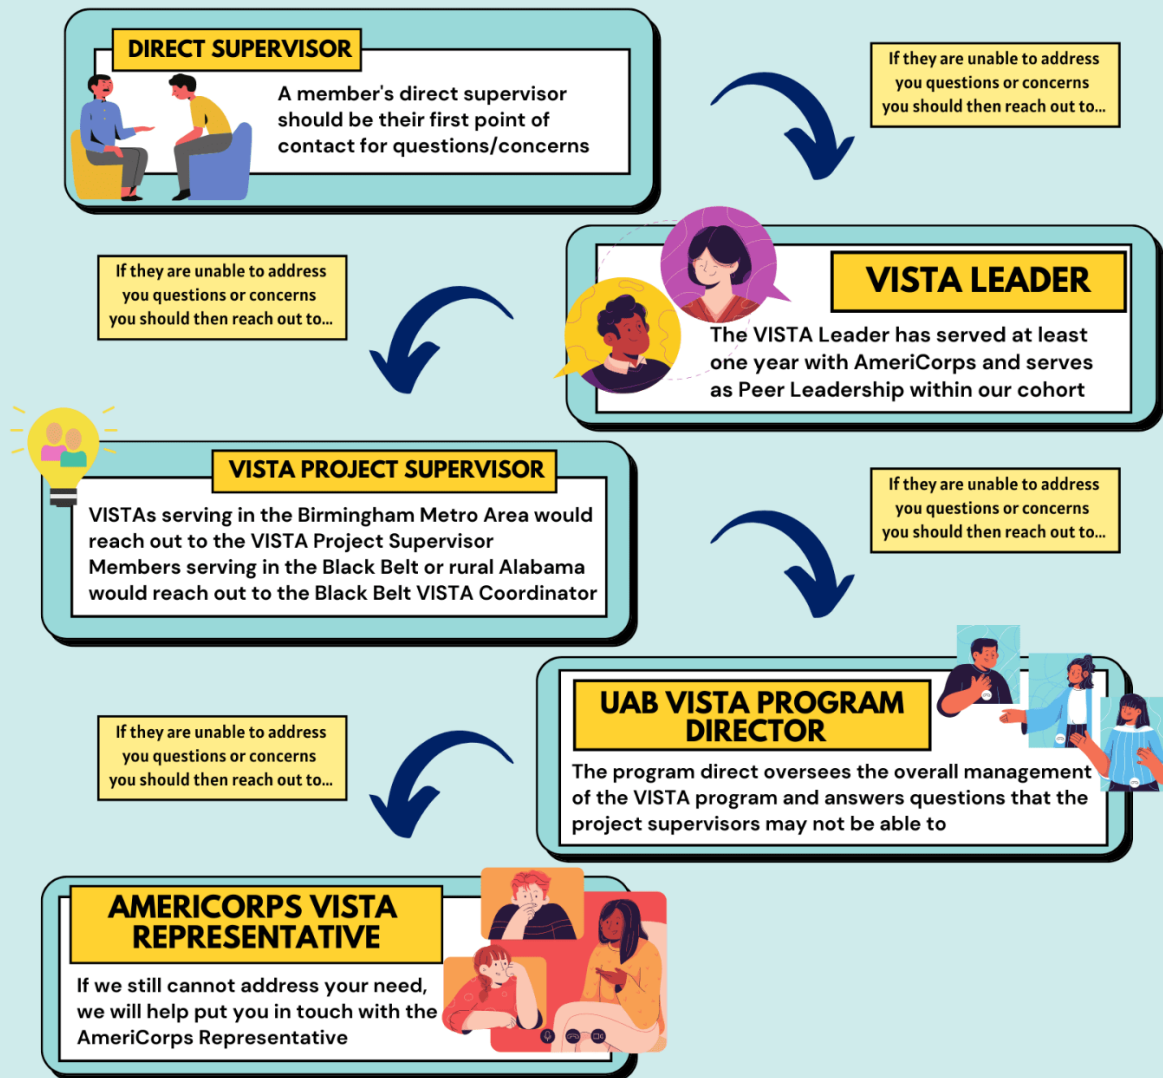 DIRECT SUPERVISOR
A member's direct supervisor
should be their first point of
contact for questions/concerns
If they are unable to address
you questions or concerns
you should then reach out to...
VISTA LEADER
The VISTA Leader has served at least
one year with AmeriCorps and serves
as Peer Leadership within our cohort
If they are unable to address
you questions or concerns
you should then reach out to...
VISTA PROJECT SUPERVISOR
VISTAs serving in the Birmingham Metro Area would
reach out to the VISTA Project Supervisor
Members serving in the Black Belt or rural Alabama
would reach out to the Black Belt VISTA Coordinator
If they are unable to address
you questions or concerns
you should then reach out to...
UAB VISTA PROGRAM
DIRECTOR
The program direct oversees the overall management
of the VISTA program and answers questions that the
project supervisors may not be able to
If they are unable to address
you questions or concerns
you should then reach out to...
AMERICORPS VISTA
REPRESENTATIVE
If we still cannot address your need,
we will help put you in touch with the
AmeriCorps Representative